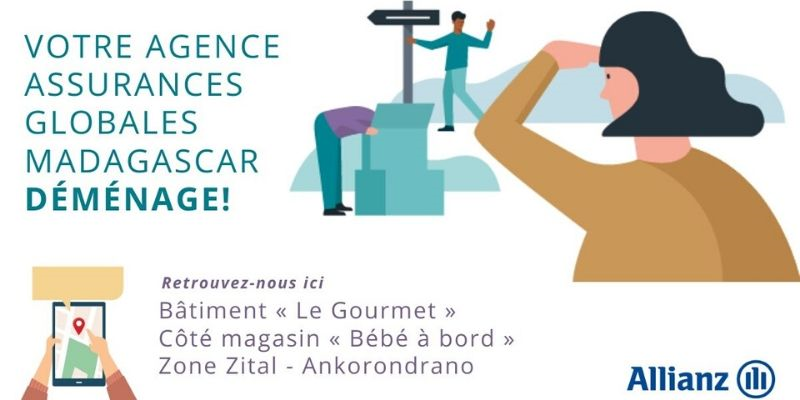 VOTRE AGENCE
ASSURANCES
GLOBALES
MADAGASCAR
DÉMÉNAGE!
Retrouvez-nous ici
Bâtiment « Le Gourmet »
Côté magasin « Bébé à bord »
Zone Zital - Ankorondrano
Allianz